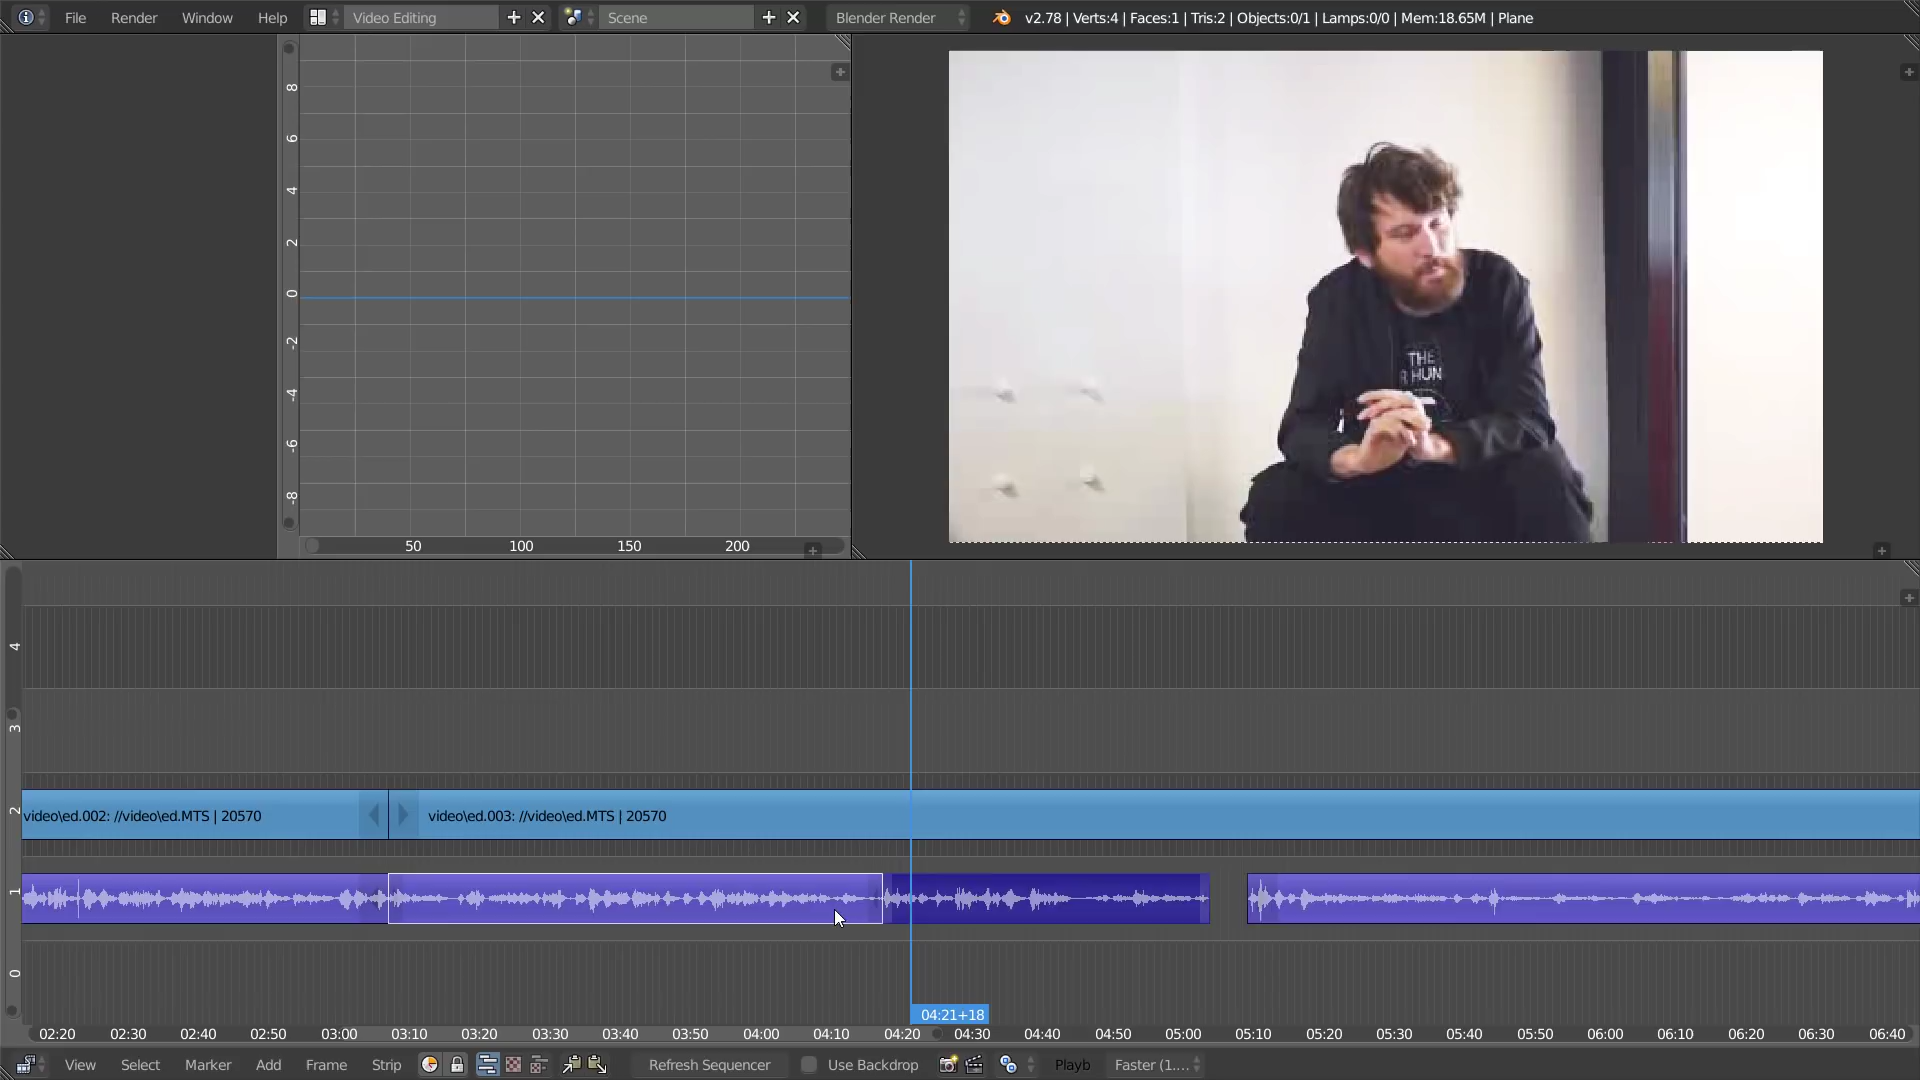 File Render Window Help Video Editing Scene Blender Render v2.78 | Verts:4 | Faces:1 | Tris:2 | Objects:0/1 | Lamps:0/0 | Mem:18.65M | Plane
8
6
4
2
0
-2
-4
-6
-8
50 100 150 200
THE
R HUN
4
3
2
1
0
video\ed.002: //video\ed.MTS | 20570
video\ed.003: //video\ed.MTS | 20570
04:21+18
02:20 02:30 02:40 02:50 03:00 03:10 03:20 03:30 03:40 03:50 04:00 04:10 04:20 04:30 04:40 04:50 05:00 05:10 05:20 05:30 05:40 05:50 06:00 06:10 06:20 06:30 06:40
View Select Marker Add Frame Strip Refresh Sequencer Use Backdrop Playb Faster (1....